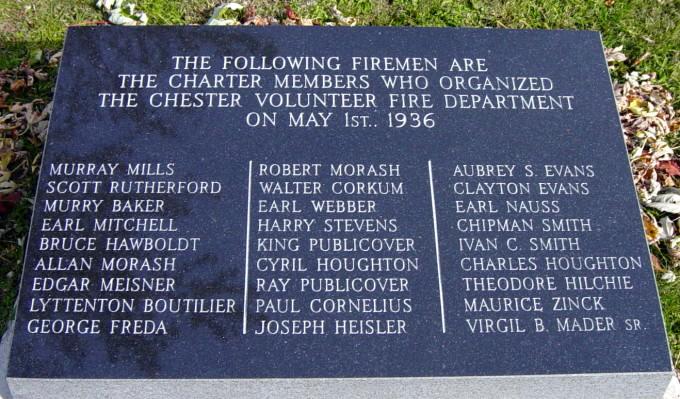 THE FOLLOWING FIREMEN ARE
THE CHARTER MEMBERS WHO ORGANIZED
THE CHESTER VOLUNTEER FIRE DEPARTMENT
ON MAY 1ST., 1936
MURRAY MILLS
SCOTT RUTHERFORD
MURRY BAKER
EARL MITCHELL
BRUCE HAWBOLDT
ALLAN MORASH
EDGAR MEISNER
LYTTENTON BOUTILIER
GEORGE FREDA
ROBERT MORASH
WALTER CORKUM
EARL WEBBER
HARRY STEVENS
KING PUBLICOVER
CYRIL HOUGHTON
RAY PUBLICOVER
PAUL CORNELIUS
JOSEPH HEISLER
AUBREY S. EVANS
CLAYTON EVANS
EARL NAUSS
CHIPMAN SMITH
IVAN C. SMITH
CHARLES HOUGHTON
THEODORE HILCHIE
MAURICE ZINCK
VIRGIL B. MADER SR.